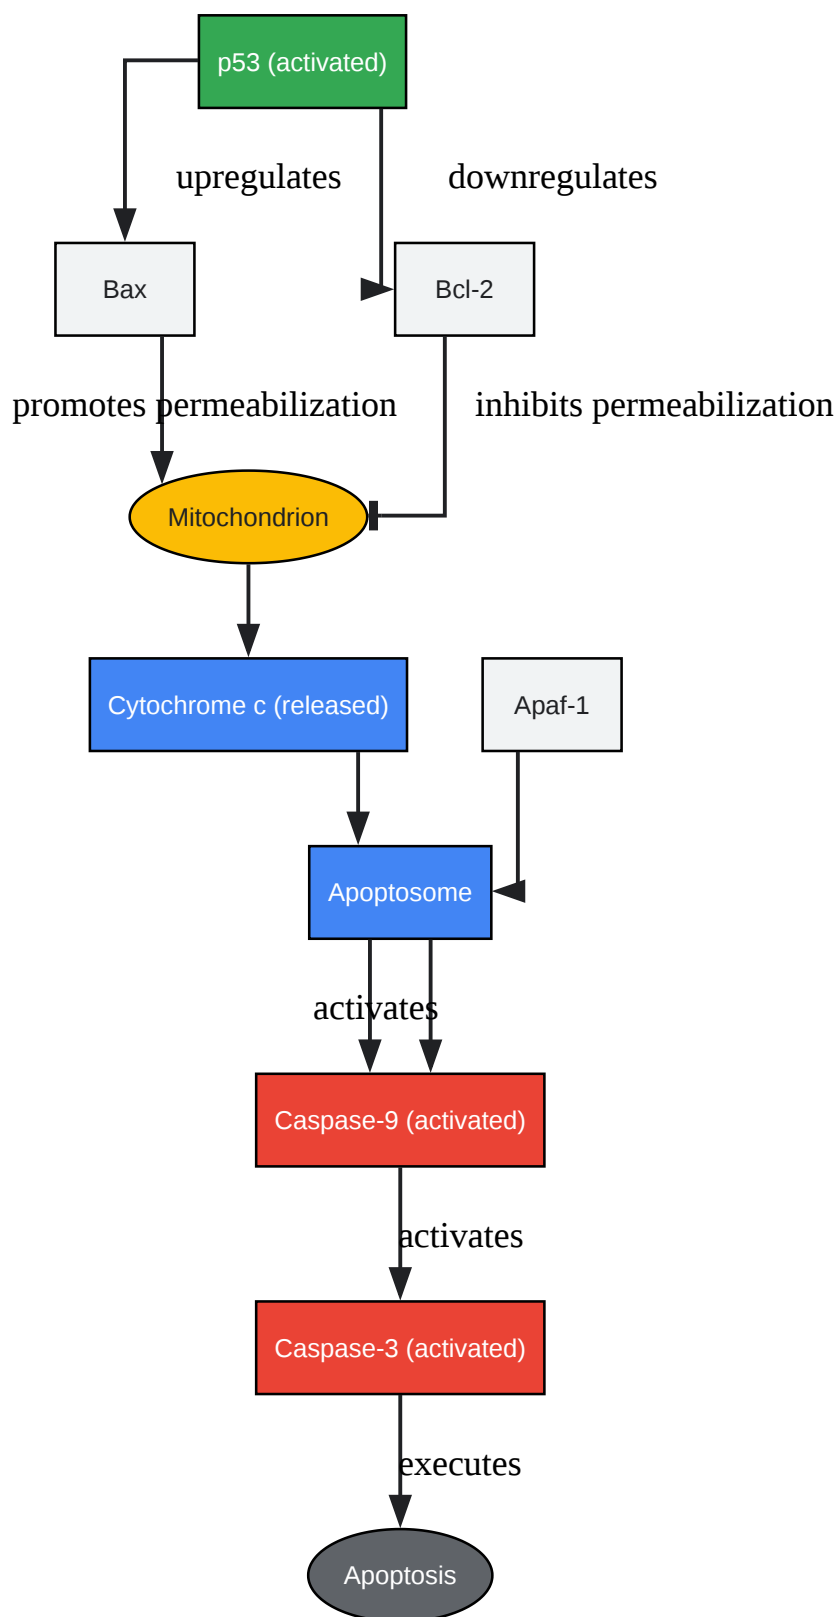 p53 (activated)
upregulates
downregulates
Bax
Bcl-2
promotes permeabilization
inhibits permeabilization
Mitochondrion
Cytochrome c (released)
Apaf-1
Apoptosome
activates
Caspase-9 (activated)
activates
Caspase-3 (activated)
executes
Apoptosis